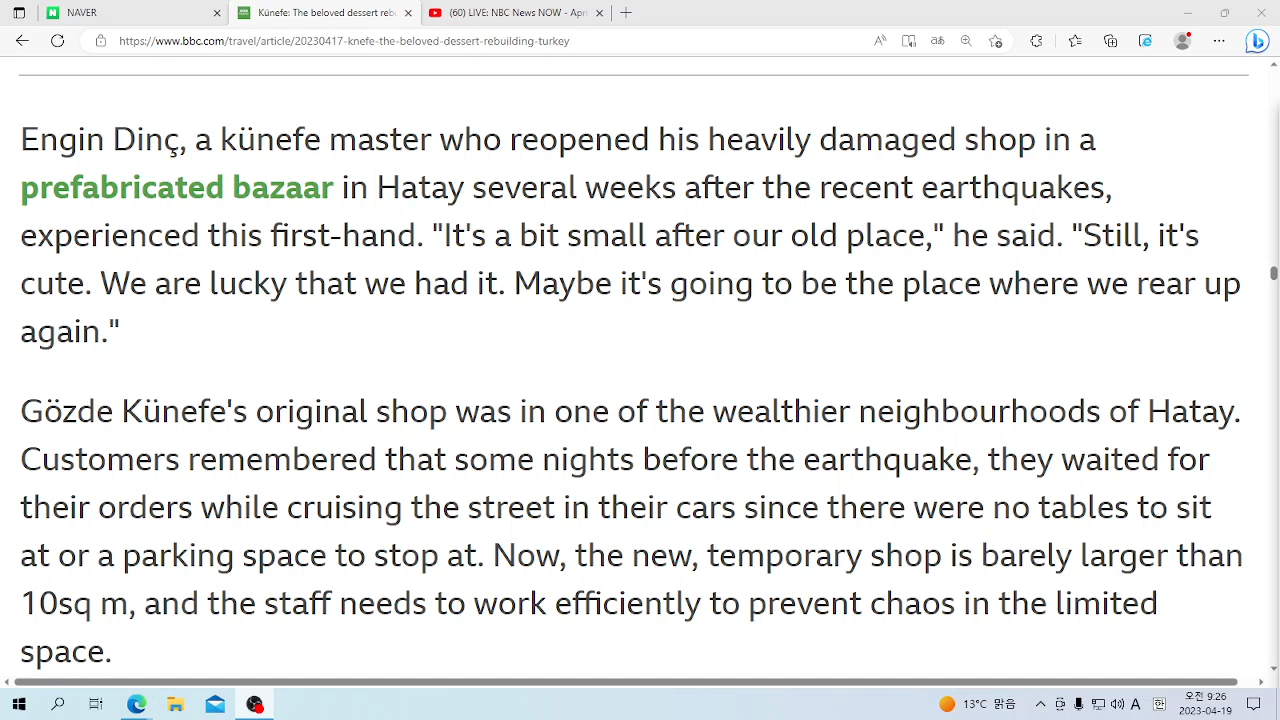 NAVER
Künefe: The beloved dessert reb
(60) LIVE: NBC News NOW - Apri
https://www.bbc.com/travel/article/20230417-knefe-the-beloved-dessert-rebuilding-turkey
Engin Dinç, a künefe master who reopened his heavily damaged shop in a
prefabricated bazaar in Hatay several weeks after the recent earthquakes,
experienced this first-hand. "It's a bit small after our old place," he said. "Still, it's
cute. We are lucky that we had it. Maybe it's going to be the place where we rear up
again."
Gözde Künefe's original shop was in one of the wealthier neighbourhoods of Hatay.
Customers remembered that some nights before the earthquake, they waited for
their orders while cruising the street in their cars since there were no tables to sit
at or a parking space to stop at. Now, the new, temporary shop is barely larger than
10sq m, and the staff needs to work efficiently to prevent chaos in the limited
space.
13°C 맑음
A
오전 9:26
2023-04-19